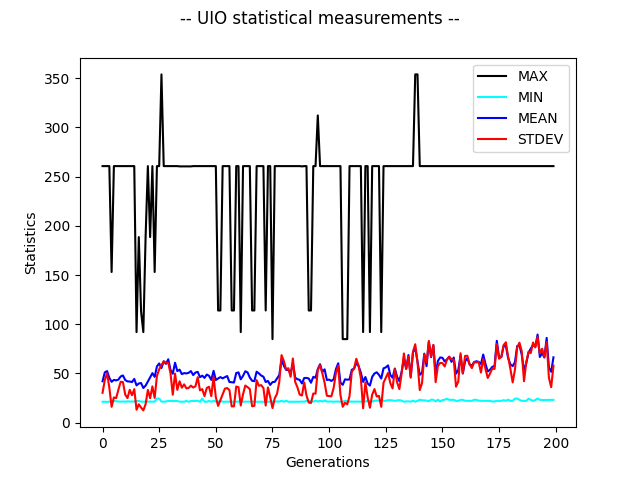 -- UIO statistical measurements --
MAX
MIN
MEAN
STDEV
Statistics
350
300
250
200
150
100
50
0
0 25 50 75 100 125 150 175 200
Generations